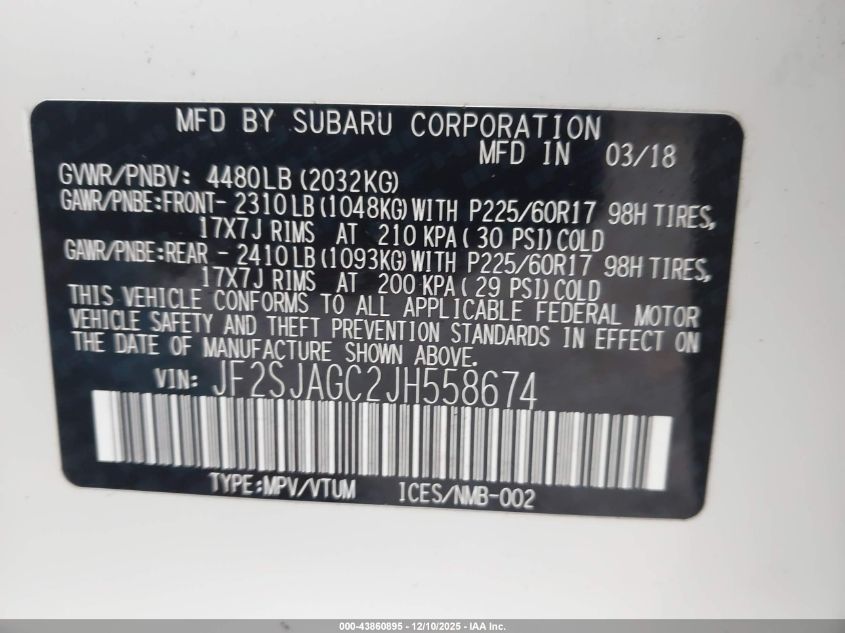 MFD BY SUBARU CORPORATION
MFD IN 03/18
GVWR/PNBV: 4480LB (2032KG)
GAWR/PNBE:FRONT- 2310LB (1048KG) WITH P225/60R17 98H TIRES,
17X7J RIMS AT 210 KPA( 30 PSI) COLD
GAWR/PNBE:REAR - 2410LB (1093KG) WITH P225/60R17 98H TIRES,
17X7J RIMS AT 200 KPA( 29 PSI) COLD
THIS VEHICLE CONFORMS TO ALL APPLICABLE FEDERAL MOTOR
VEHICLE SAFETY AND THEFT PREVENTION STANDARDS IN EFFECT ON
THE DATE OF MANUFACTURE SHOWN ABOVE.
VIN: JF2SJAGC2JH558674
TYPE:MPV/VTUM ICES/NMB-002
000-43860895 - 12/10/2025 - IAA Inc.